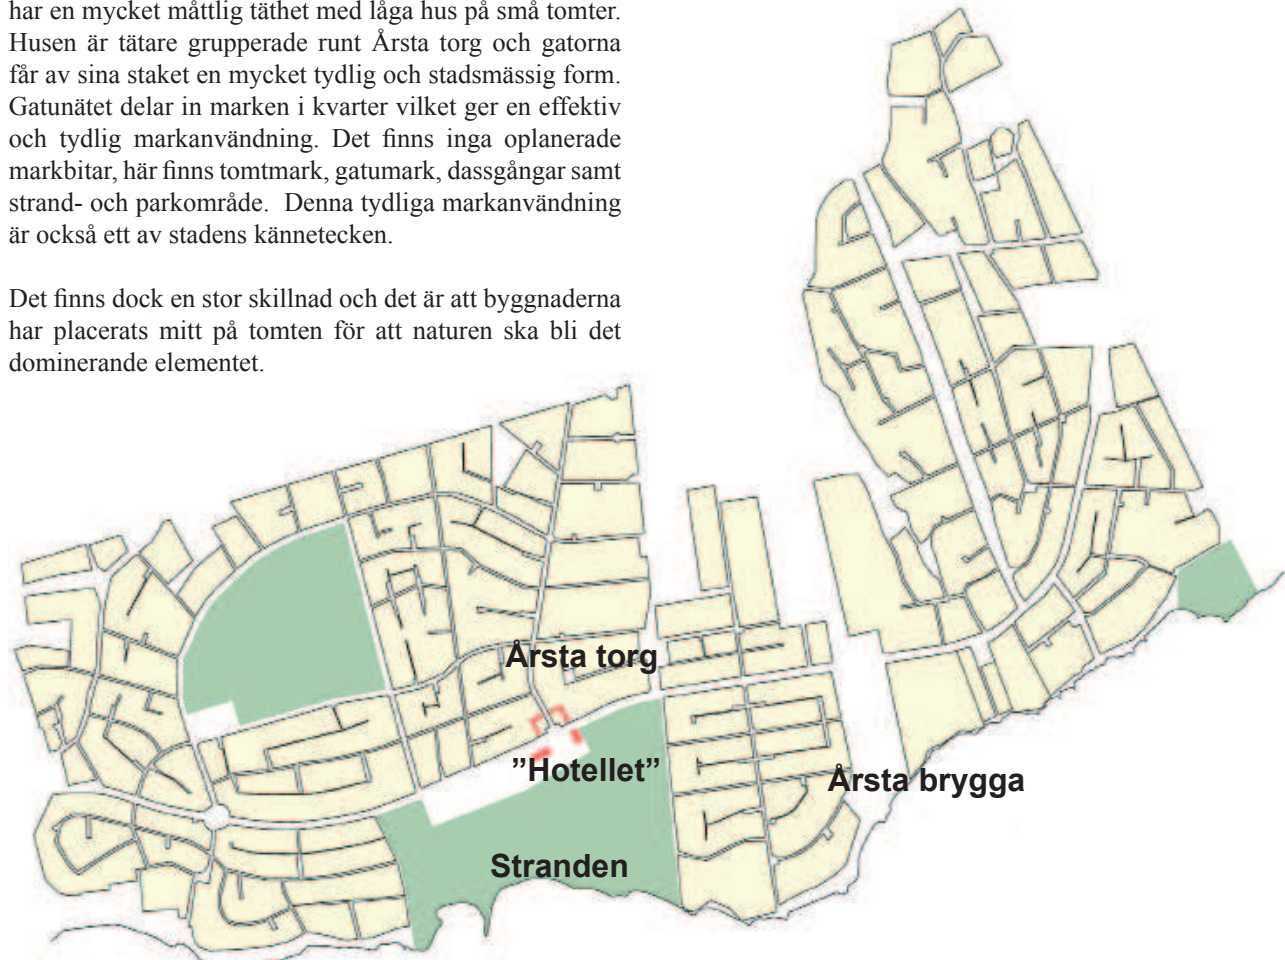 har en mycket måttlig täthet med låga hus på små tomter.
Husen är tätare grupperade runt Årsta torg och gatorna
får av sina staket en mycket tydlig och stadsmässig form.
Gatunätet delar in marken i kvarter vilket ger en effektiv
och tydlig markanvändning. Det finns inga oplanerade
markbitar, här finns tomtmark, gatumark, dassgångar samt
strand- och parkområde. Denna tydliga markanvändning
är också ett av stadens kännetecken.
Det finns dock en stor skillnad och det är att byggnaderna
har placerats mitt på tomten för att naturen ska bli det
dominerande elementet.
Årsta torg
”Hotellet”
Årsta brygga
Stranden